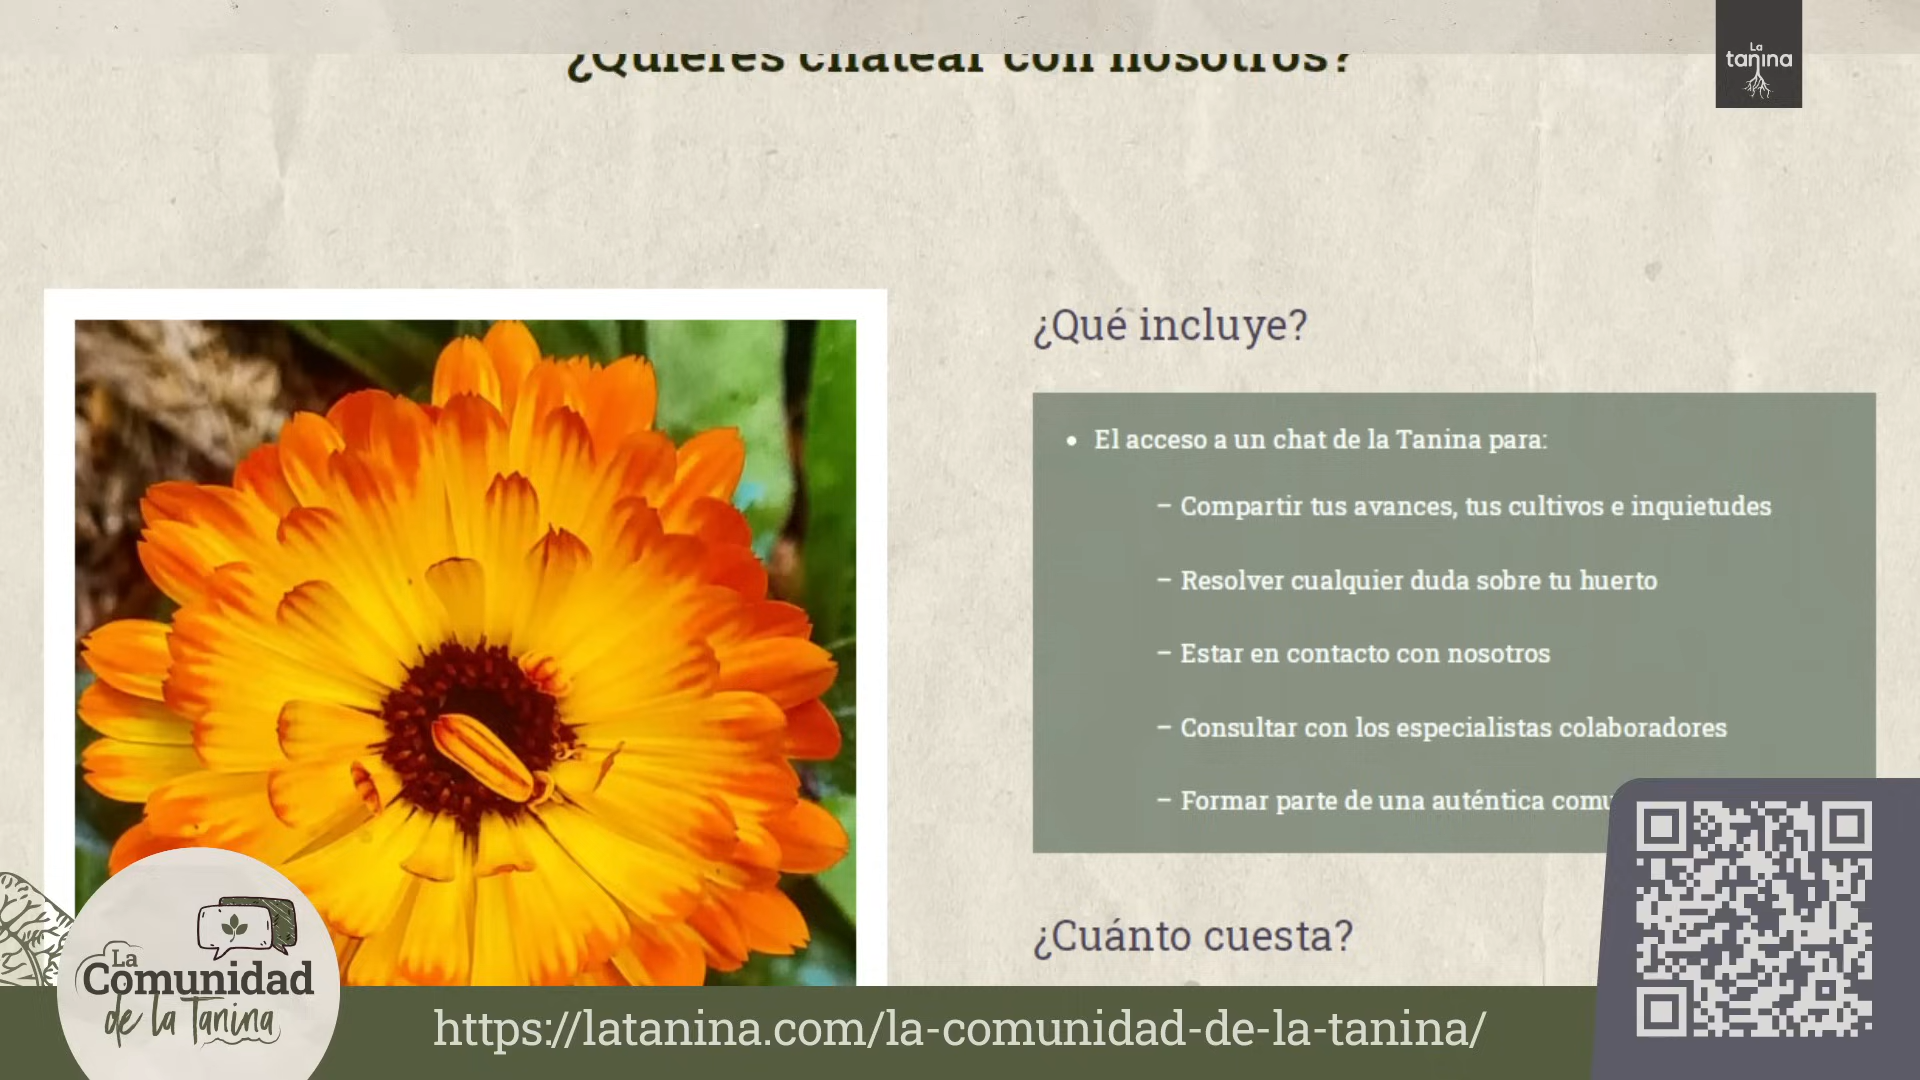 ¿Quieres chatear con nosotros?
La
tanina
¿Qué incluye?
• El acceso a un chat de la Tanina para:
– Compartir tus avances, tus cultivos e inquietudes
– Resolver cualquier duda sobre tu huerto
– Estar en contacto con nosotros
– Consultar con los especialistas colaboradores
– Formar parte de una auténtica comu
¿Cuánto cuesta?
La
Comunidad
de la Tanina
https://latanina.com/la-comunidad-de-la-tanina/